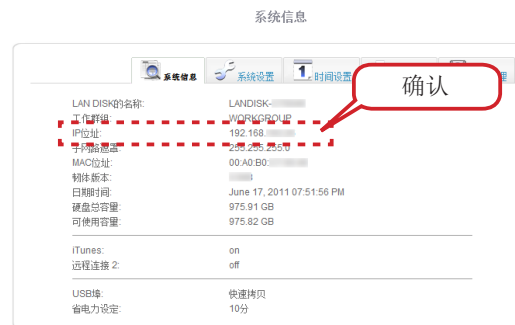 系统信息
系统信息 系统设置 时间设置 理
确认
LAN DISK的名称: LANDISK-
工作群组: WORKGROUP
IP位址: 192.168.
子网路遮罩: 255.255.255.0
MAC位址: 00:A0:B0:
韧体版本:
日期时间: June 17, 2011 07:51:56 PM
硬盘总容量: 975.91 GB
可使用容量: 975.82 GB
iTunes: on
远程连接 2: off
USB埠: 快速拷贝
省电力设定: 10分